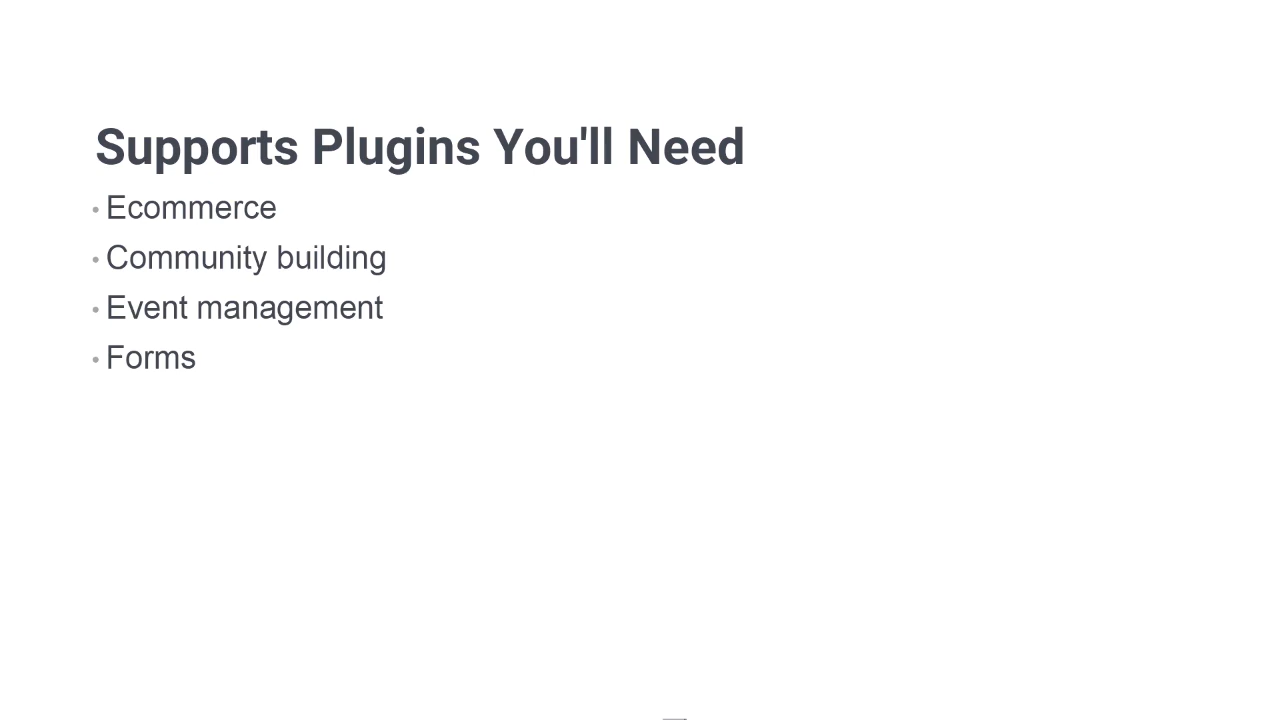 Supports Plugins You'll Need
• Ecommerce
• Community building
• Event management
• Forms